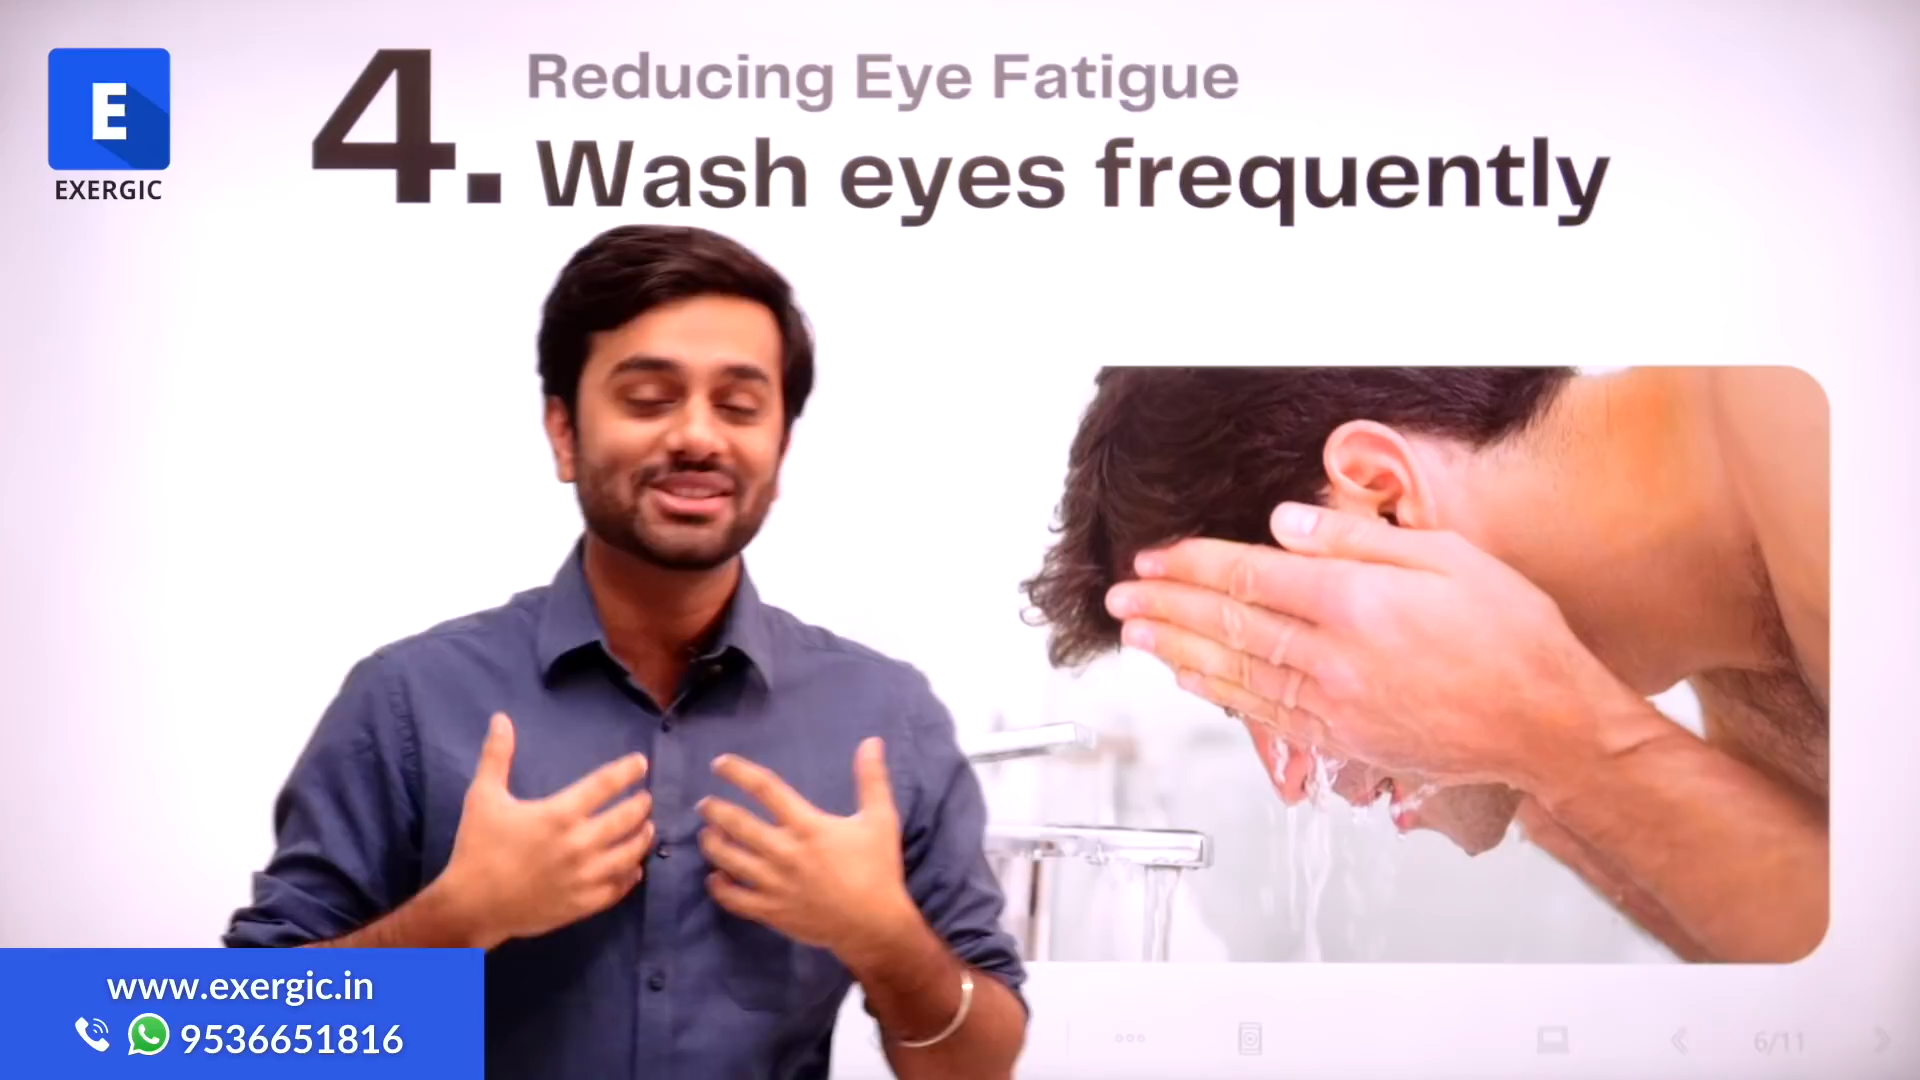 E
EXERGIC
4. Reducing Eye Fatigue
Wash eyes frequently
www.exergic.in
9536651816
6/11